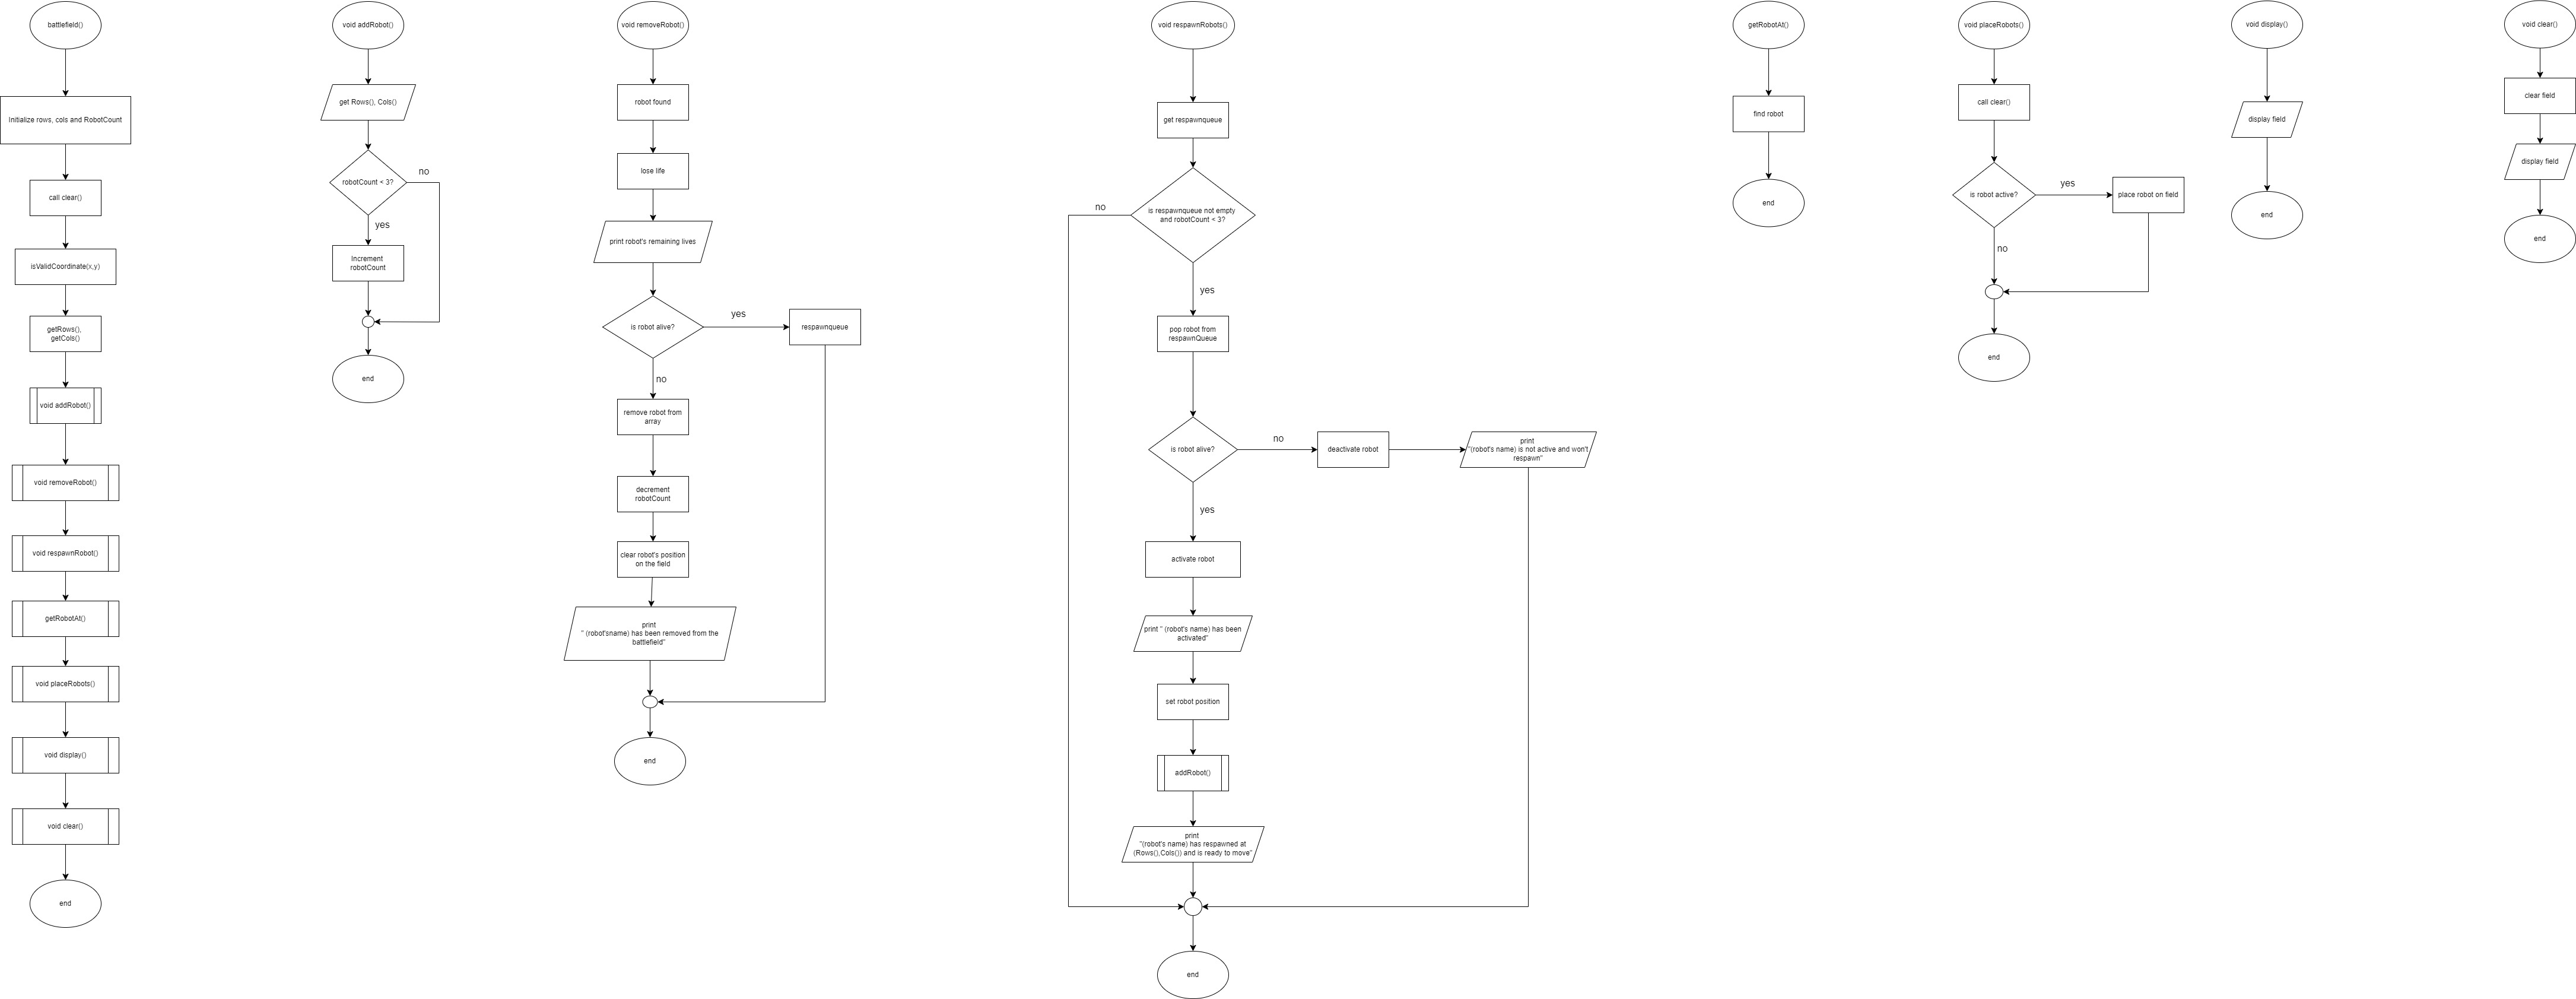 battlefield()
Initialize rows, cols and RobotCount
call clear()
isValidCoordinate(x,y)
getRows(),
getCols()
void addRobot()
void removeRobot()
void respawnRobot()
getRobotAt()
void placeRobots()
void display()
void clear()
end
void addRobot()
get Rows(), Cols()
robotCount < 3?
no
yes
Increment
robotCount
end
void removeRobot()
robot found
lose life
print robot's remaining lives
is robot alive?
yes
respawnqueue
no
remove robot from
array
decrement
robotCount
clear robot's position
on the field
print
" (robot'sname) has been removed from the
battlefield"
end
void respawnRobots()
get respawnqueue
is respawnqueue not empty
and robotCount < 3?
no
yes
pop robot from
respawnQueue
is robot alive?
no
deactivate robot
print
"(robot's name) is not active and won't
respawn"
yes
activate robot
print " (robot's name) has been
activated"
set robot position
addRobot()
print
"(robot's name) has respawned at
(Rows(),Cols()) and is ready to move"
end
getRobotAt()
find robot
end
void placeRobots()
call clear()
is robot active?
yes
place robot on field
no
end
void display()
display field
end
void clear()
clear field
display field
end